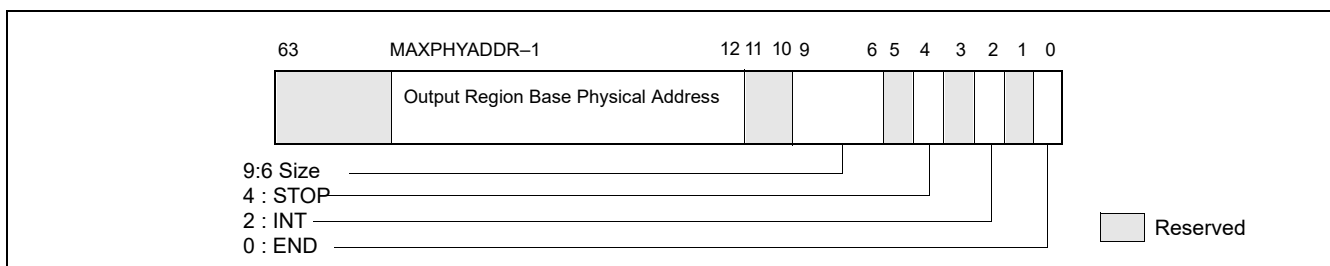 63 MAXPHYADDR–1 12 11 10 9 6 5 4 3 2 1 0
Output Region Base Physical Address
9:6 Size
4 : STOP
2 : INT
0 : END
Reserved